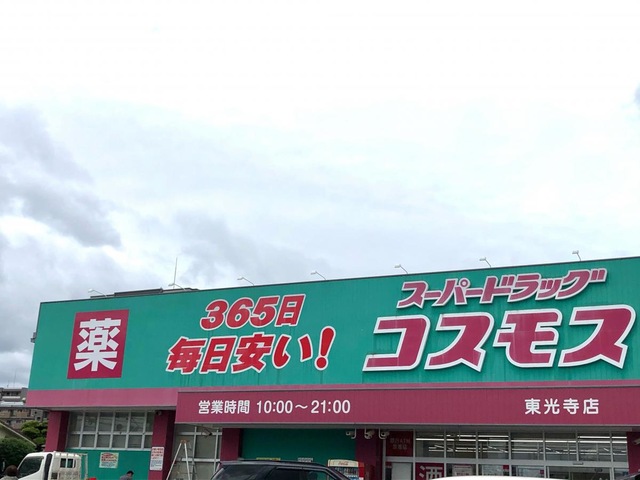 薬
365日
毎日安い!
スーパードラッグ
コスモス
営業時間 10:00～21:00
東光寺店
酒